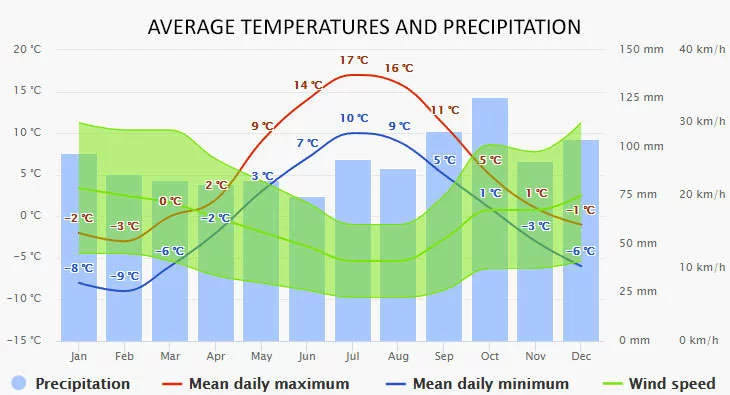 AVERAGE TEMPERATURES AND PRECIPITATION
20 °C 150 mm 40 km/h
17 °C
16 °C
15 °C 14 °C 125 mm
11 °C
10 °C 9 °C 10 °C 9 °C 30 km/h
7 °C 100 mm
5 °C 3 °C 5 °C 5 °C
2 °C 75 mm 20 km/h
0 °C 0 °C 1 °C 1 °C
−2 °C −3 °C −2 °C −3 °C −1 °C
50 mm
−5 °C −6 °C −6 °C
−8 °C −9 °C 10 km/h
−10 °C 25 mm
−15 °C 0 mm 0 km/h
Jan Feb Mar Apr May Jun Jul Aug Sep Oct Nov Dec
Precipitation Mean daily maximum Mean daily minimum Wind speed